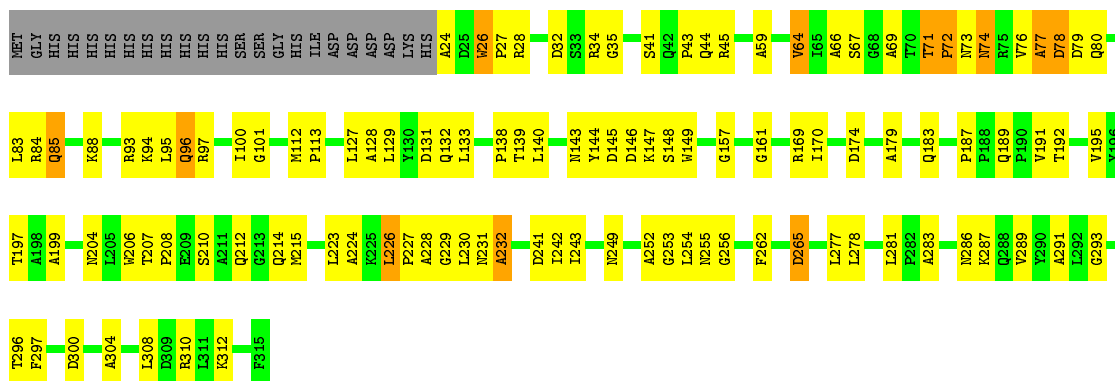 MET GLY HIS HIS HIS HIS HIS HIS HIS HIS HIS HIS SER SER GLY HIS ILE ASP ASP ASP ASP LYS HIS A24 D25 W26 P27 R28 D32 S33 R34 G35 S41 Q42 P43 Q44 R45 A59 V64 I65 A66 S67 G68 A69 T70 T71 P72 N73 N74 R75 V76 A77 D78 D79 Q80
L83 R84 Q85 K88 R93 K94 L95 Q96 R97 I100 G101 M112 P113 L127 A128 L129 Y130 D131 Q132 L133 P138 T139 L140 N143 Y144 D145 D146 K147 S148 W149 G157 G161 R169 I170 D174 A179 Q183 P187 P188 Q189 P190 V191 T192 V195 Y196
T197 A198 A199 N204 L205 W206 T207 P208 E209 S210 A211 Q212 G213 Q214 M215 L223 A224 K225 L226 P227 A228 G229 L230 N231 A232 D241 I242 I243 N249 A252 G253 L254 N255 G256 F262 D265 L277 L278 L281 P282 A283 N286 K287 Q288 V289 Y290 A291 L292 G293
T296 F297 D300 A304 L308 D309 R310 L311 K312 F315